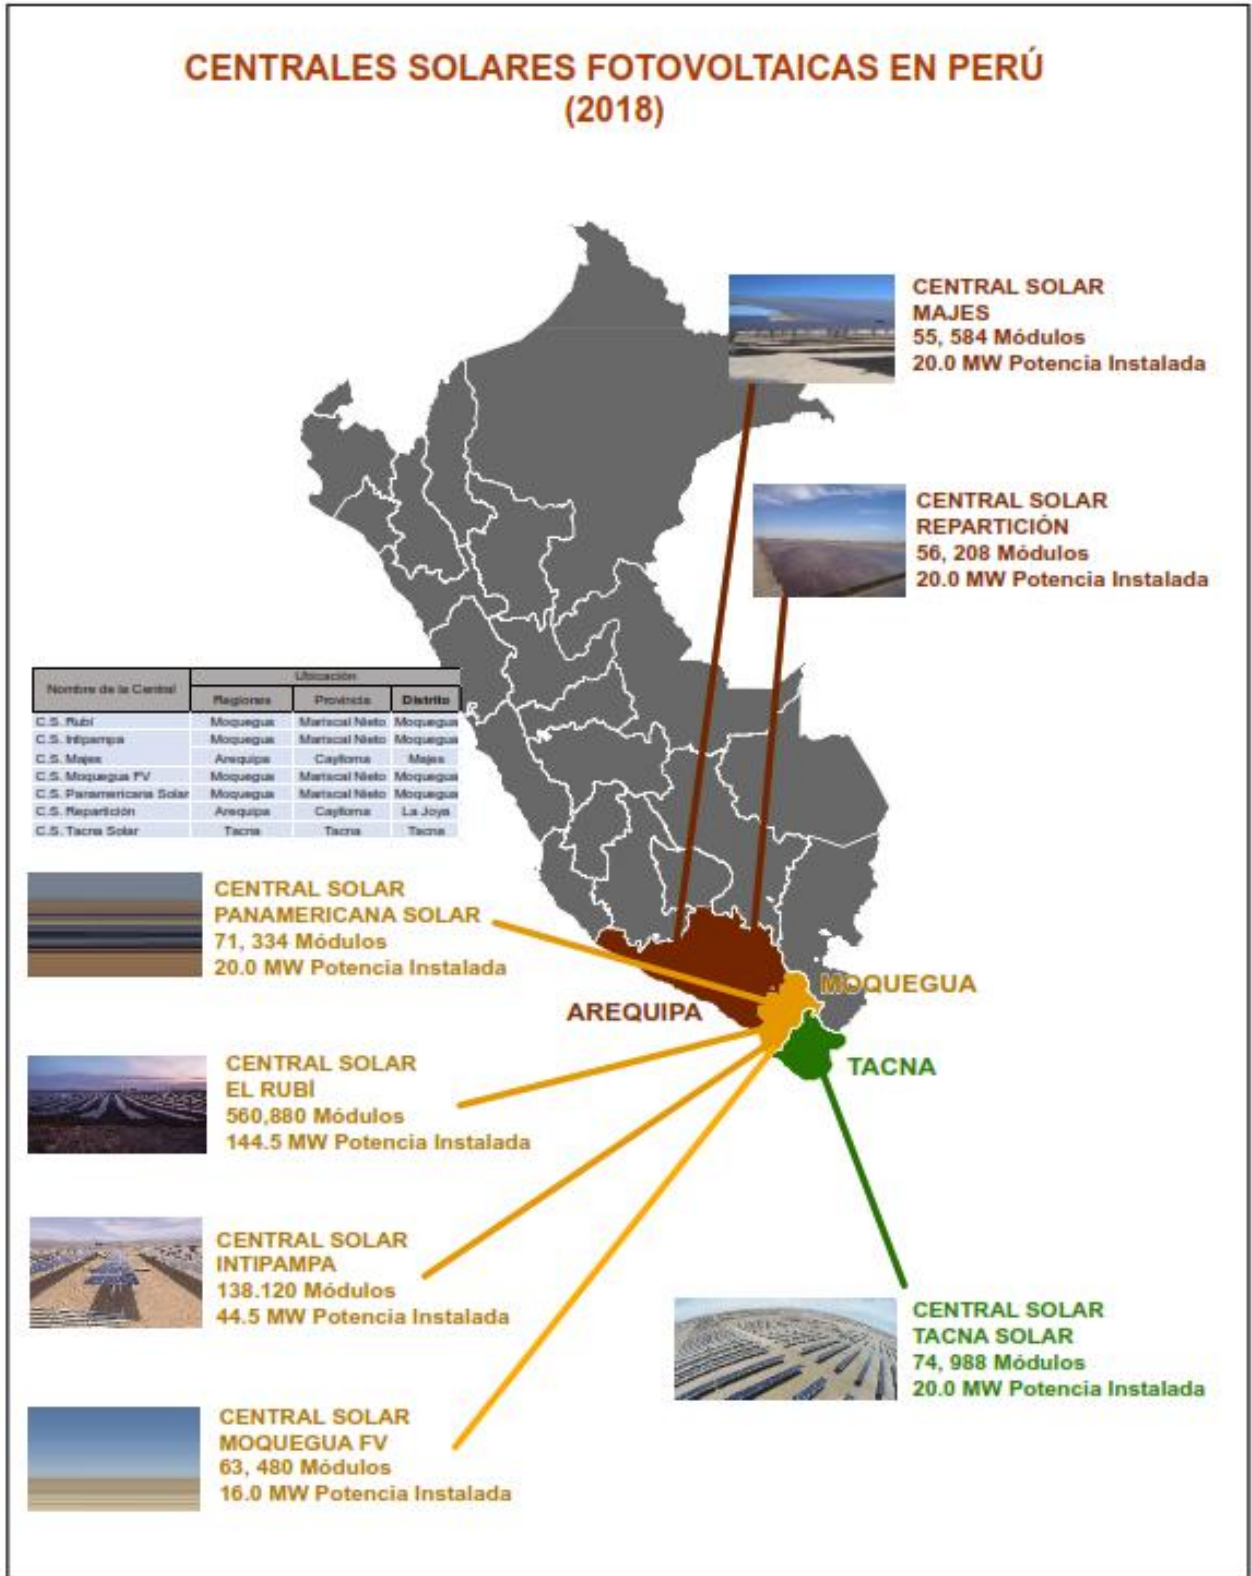 CENTRALES SOLARES FOTOVOLTAICAS EN PERÚ
(2018)
CENTRAL SOLAR
MAJES
55, 584 Módulos
20.0 MW Potencia Instalada
CENTRAL SOLAR
REPARTICIÓN
56, 208 Módulos
20.0 MW Potencia Instalada
Nombre de la Central Ubicación
Regiones Provincia Distrito
C.S. Rubí Moquegua Mariscal Nieto Moquegua
C.S. Intipampa Moquegua Mariscal Nieto Moquegua
C.S. Majes Arequipa Caylloma Majes
C.S. Moquegua FV Moquegua Mariscal Nieto Moquegua
C.S. Panamericana Solar Moquegua Mariscal Nieto Moquegua
C.S. Repartición Arequipa Caylloma La Joya
C.S. Tacna Solar Tacna Tacna Tacna
CENTRAL SOLAR
PANAMERICANA SOLAR
71, 334 Módulos
20.0 MW Potencia Instalada
MOQUEGUA
AREQUIPA
TACNA
CENTRAL SOLAR
EL RUBÍ
560,880 Módulos
144.5 MW Potencia Instalada
CENTRAL SOLAR
INTIPAMPA
138.120 Módulos
44.5 MW Potencia Instalada
CENTRAL SOLAR
TACNA SOLAR
74, 988 Módulos
20.0 MW Potencia Instalada
CENTRAL SOLAR
MOQUEGUA FV
63, 480 Módulos
16.0 MW Potencia Instalada